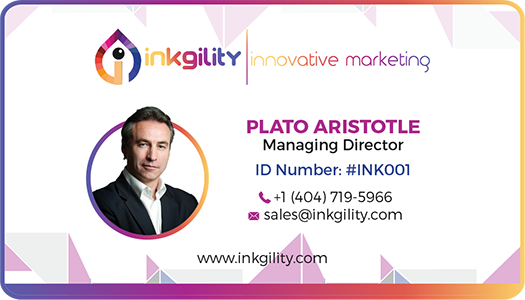 inkgility | innovative marketing
PLATO ARISTOTLE
Managing Director
ID Number: #INK001
+1 (404) 719-5966
sales@inkgility.com
www.inkgility.com